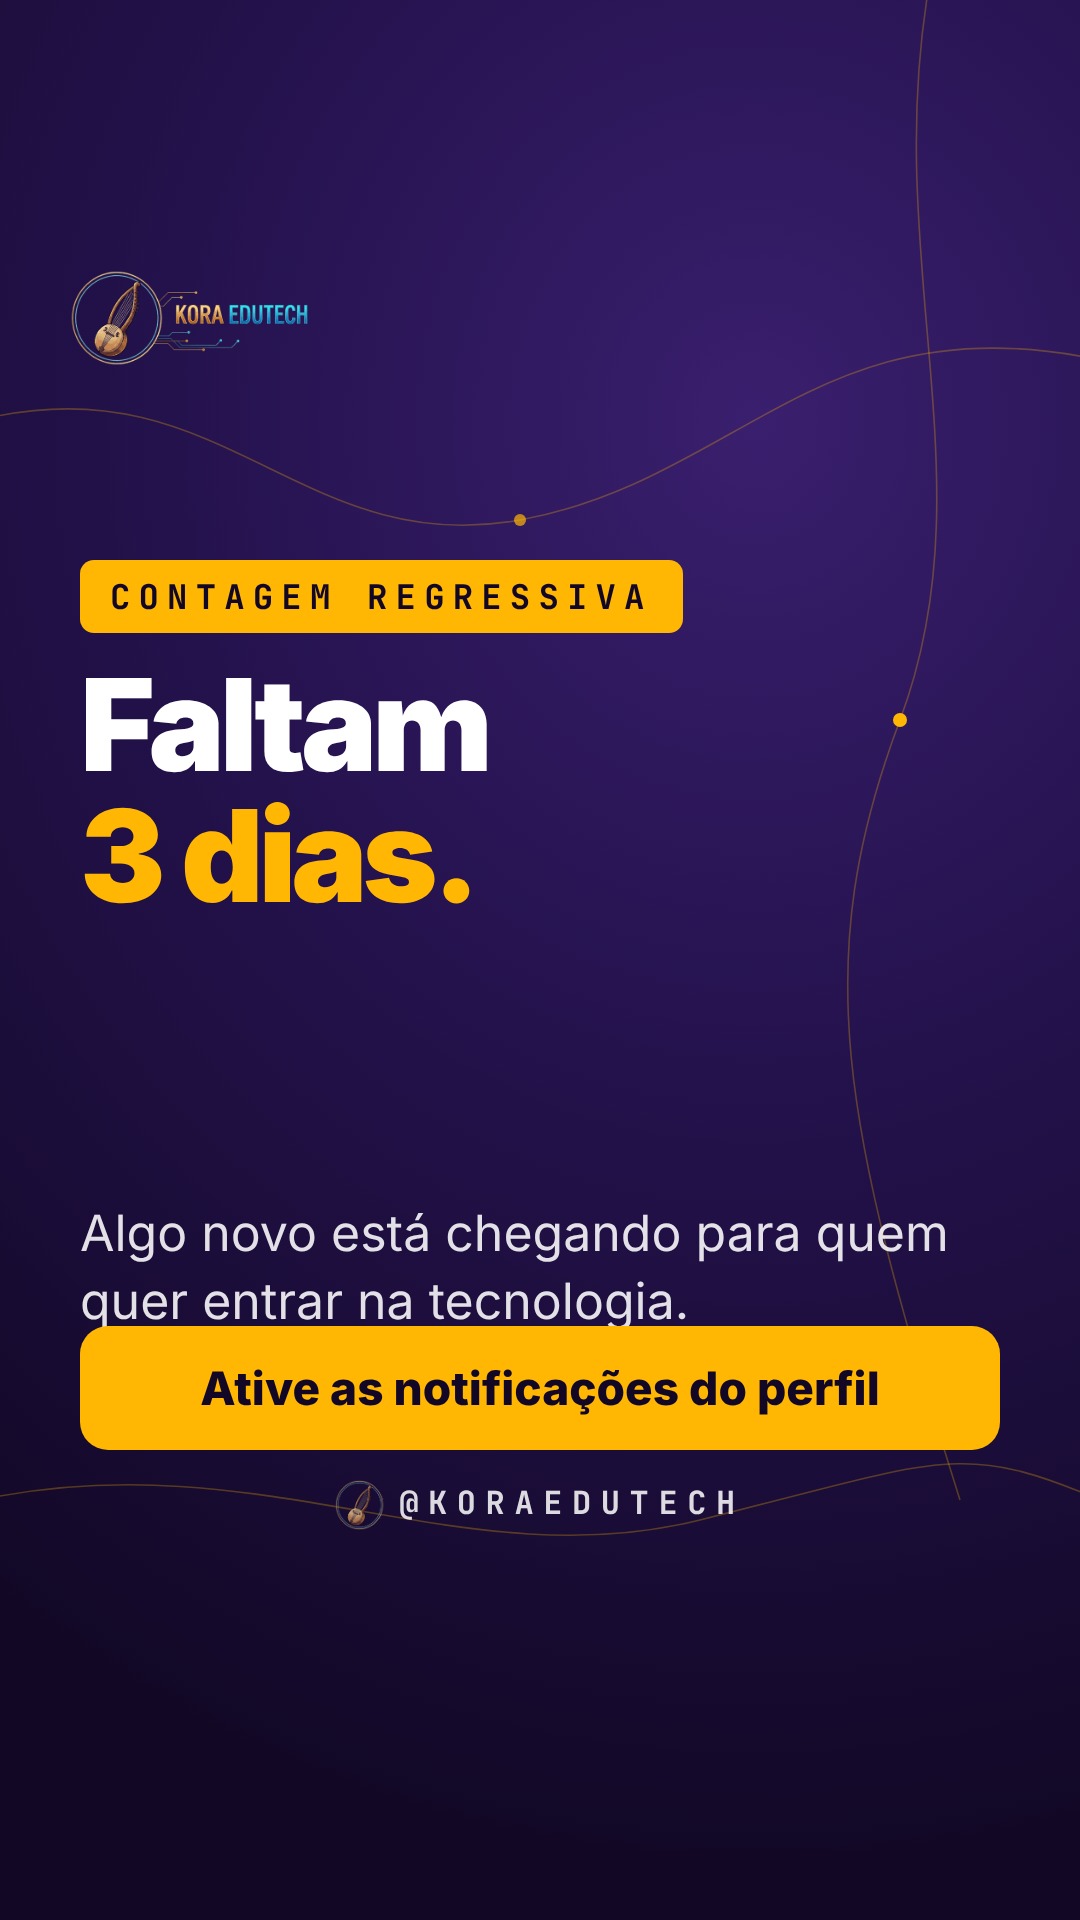 KORA EDUTECH
CONTAGEM REGRESSIVA
Faltam
3 dias.
Algo novo está chegando para quem
quer entrar na tecnologia.
Ative as notificações do perfil
@KORAEDUTECH